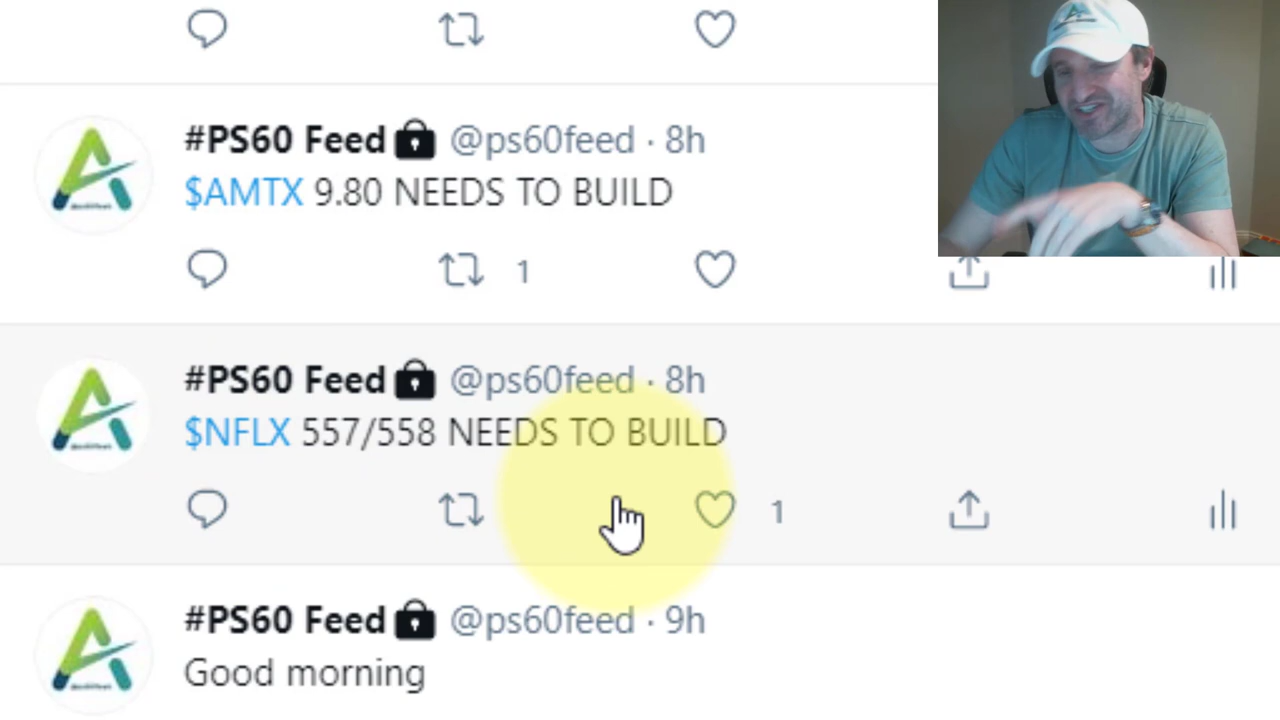 #PS60 Feed @ps60feed · 8h
$AMTX 9.80 NEEDS TO BUILD
1
#PS60 Feed @ps60feed · 8h
$NFLX 557/558 NEEDS TO BUILD
1
#PS60 Feed @ps60feed · 9h
Good morning